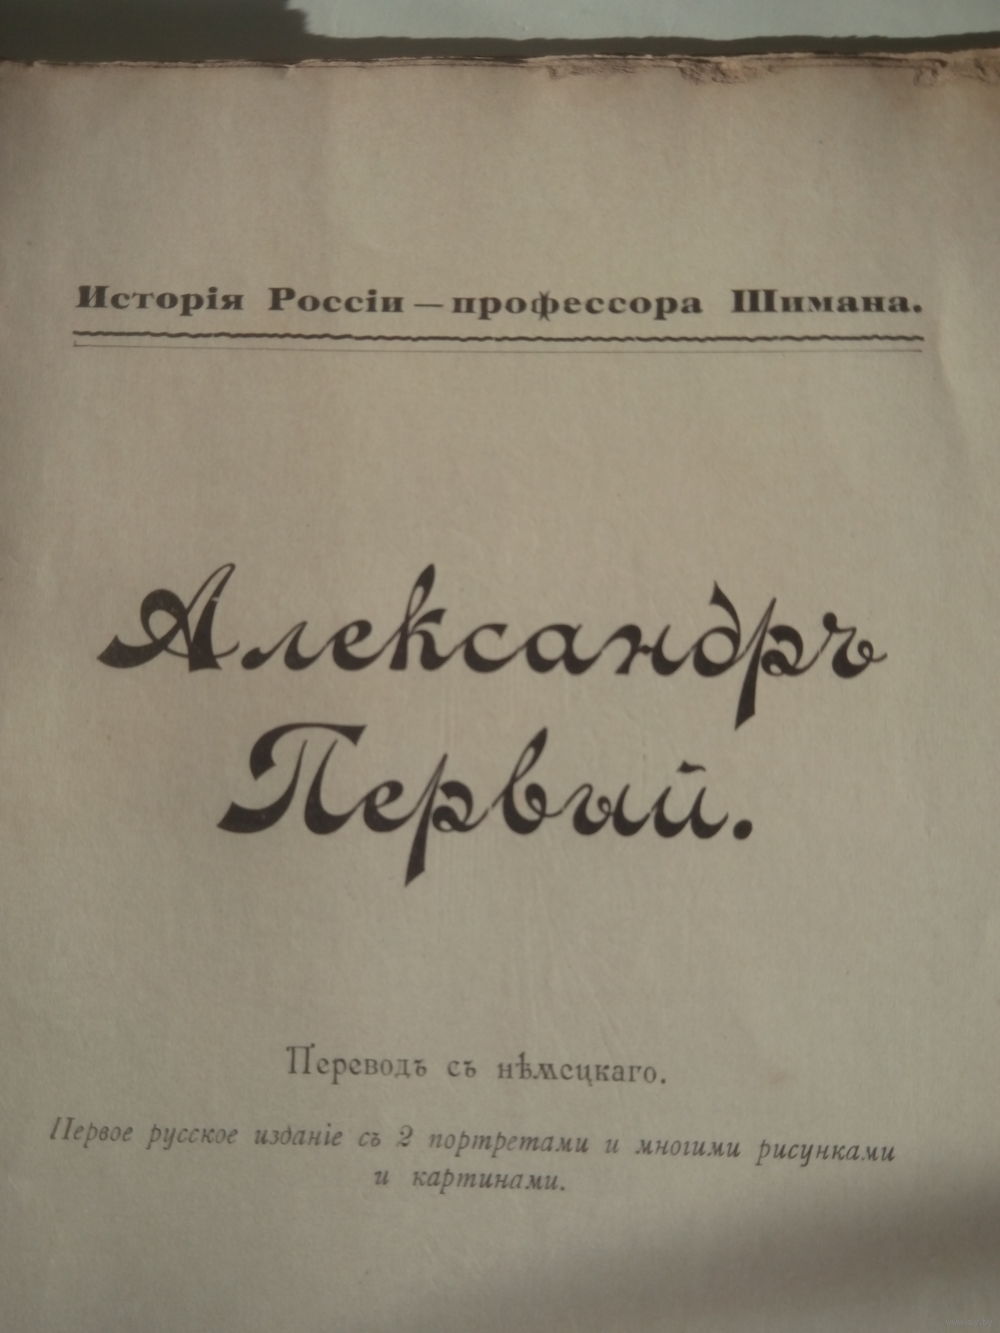 Исторія Россіи — профессора Шимана.
Александръ
Первый.
Переводъ съ нѣмецкаго.
Первое русское изданіе съ 2 портретами и многими рисунками
и картинами.